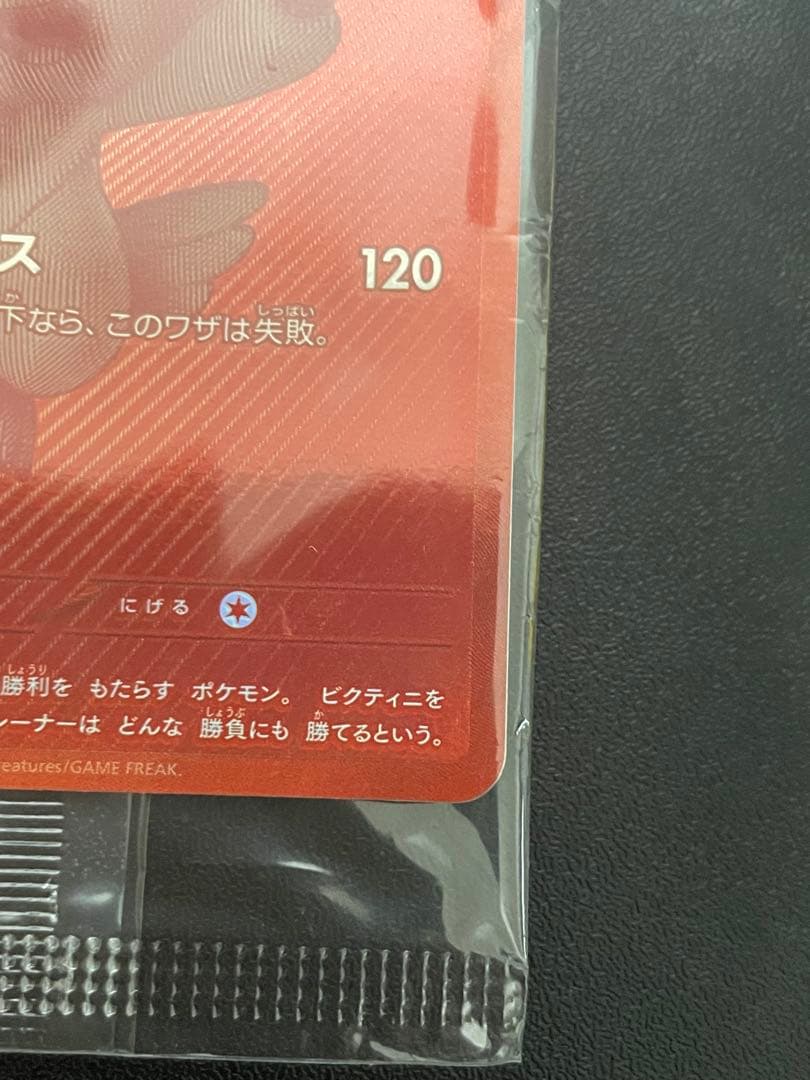 ス 120
下なら、このワザは失敗。
にげる
勝利を もたらす ポケモン。 ビクティニを
レーナーは どんな 勝負にも 勝てるという。
eatures/GAME FREAK.